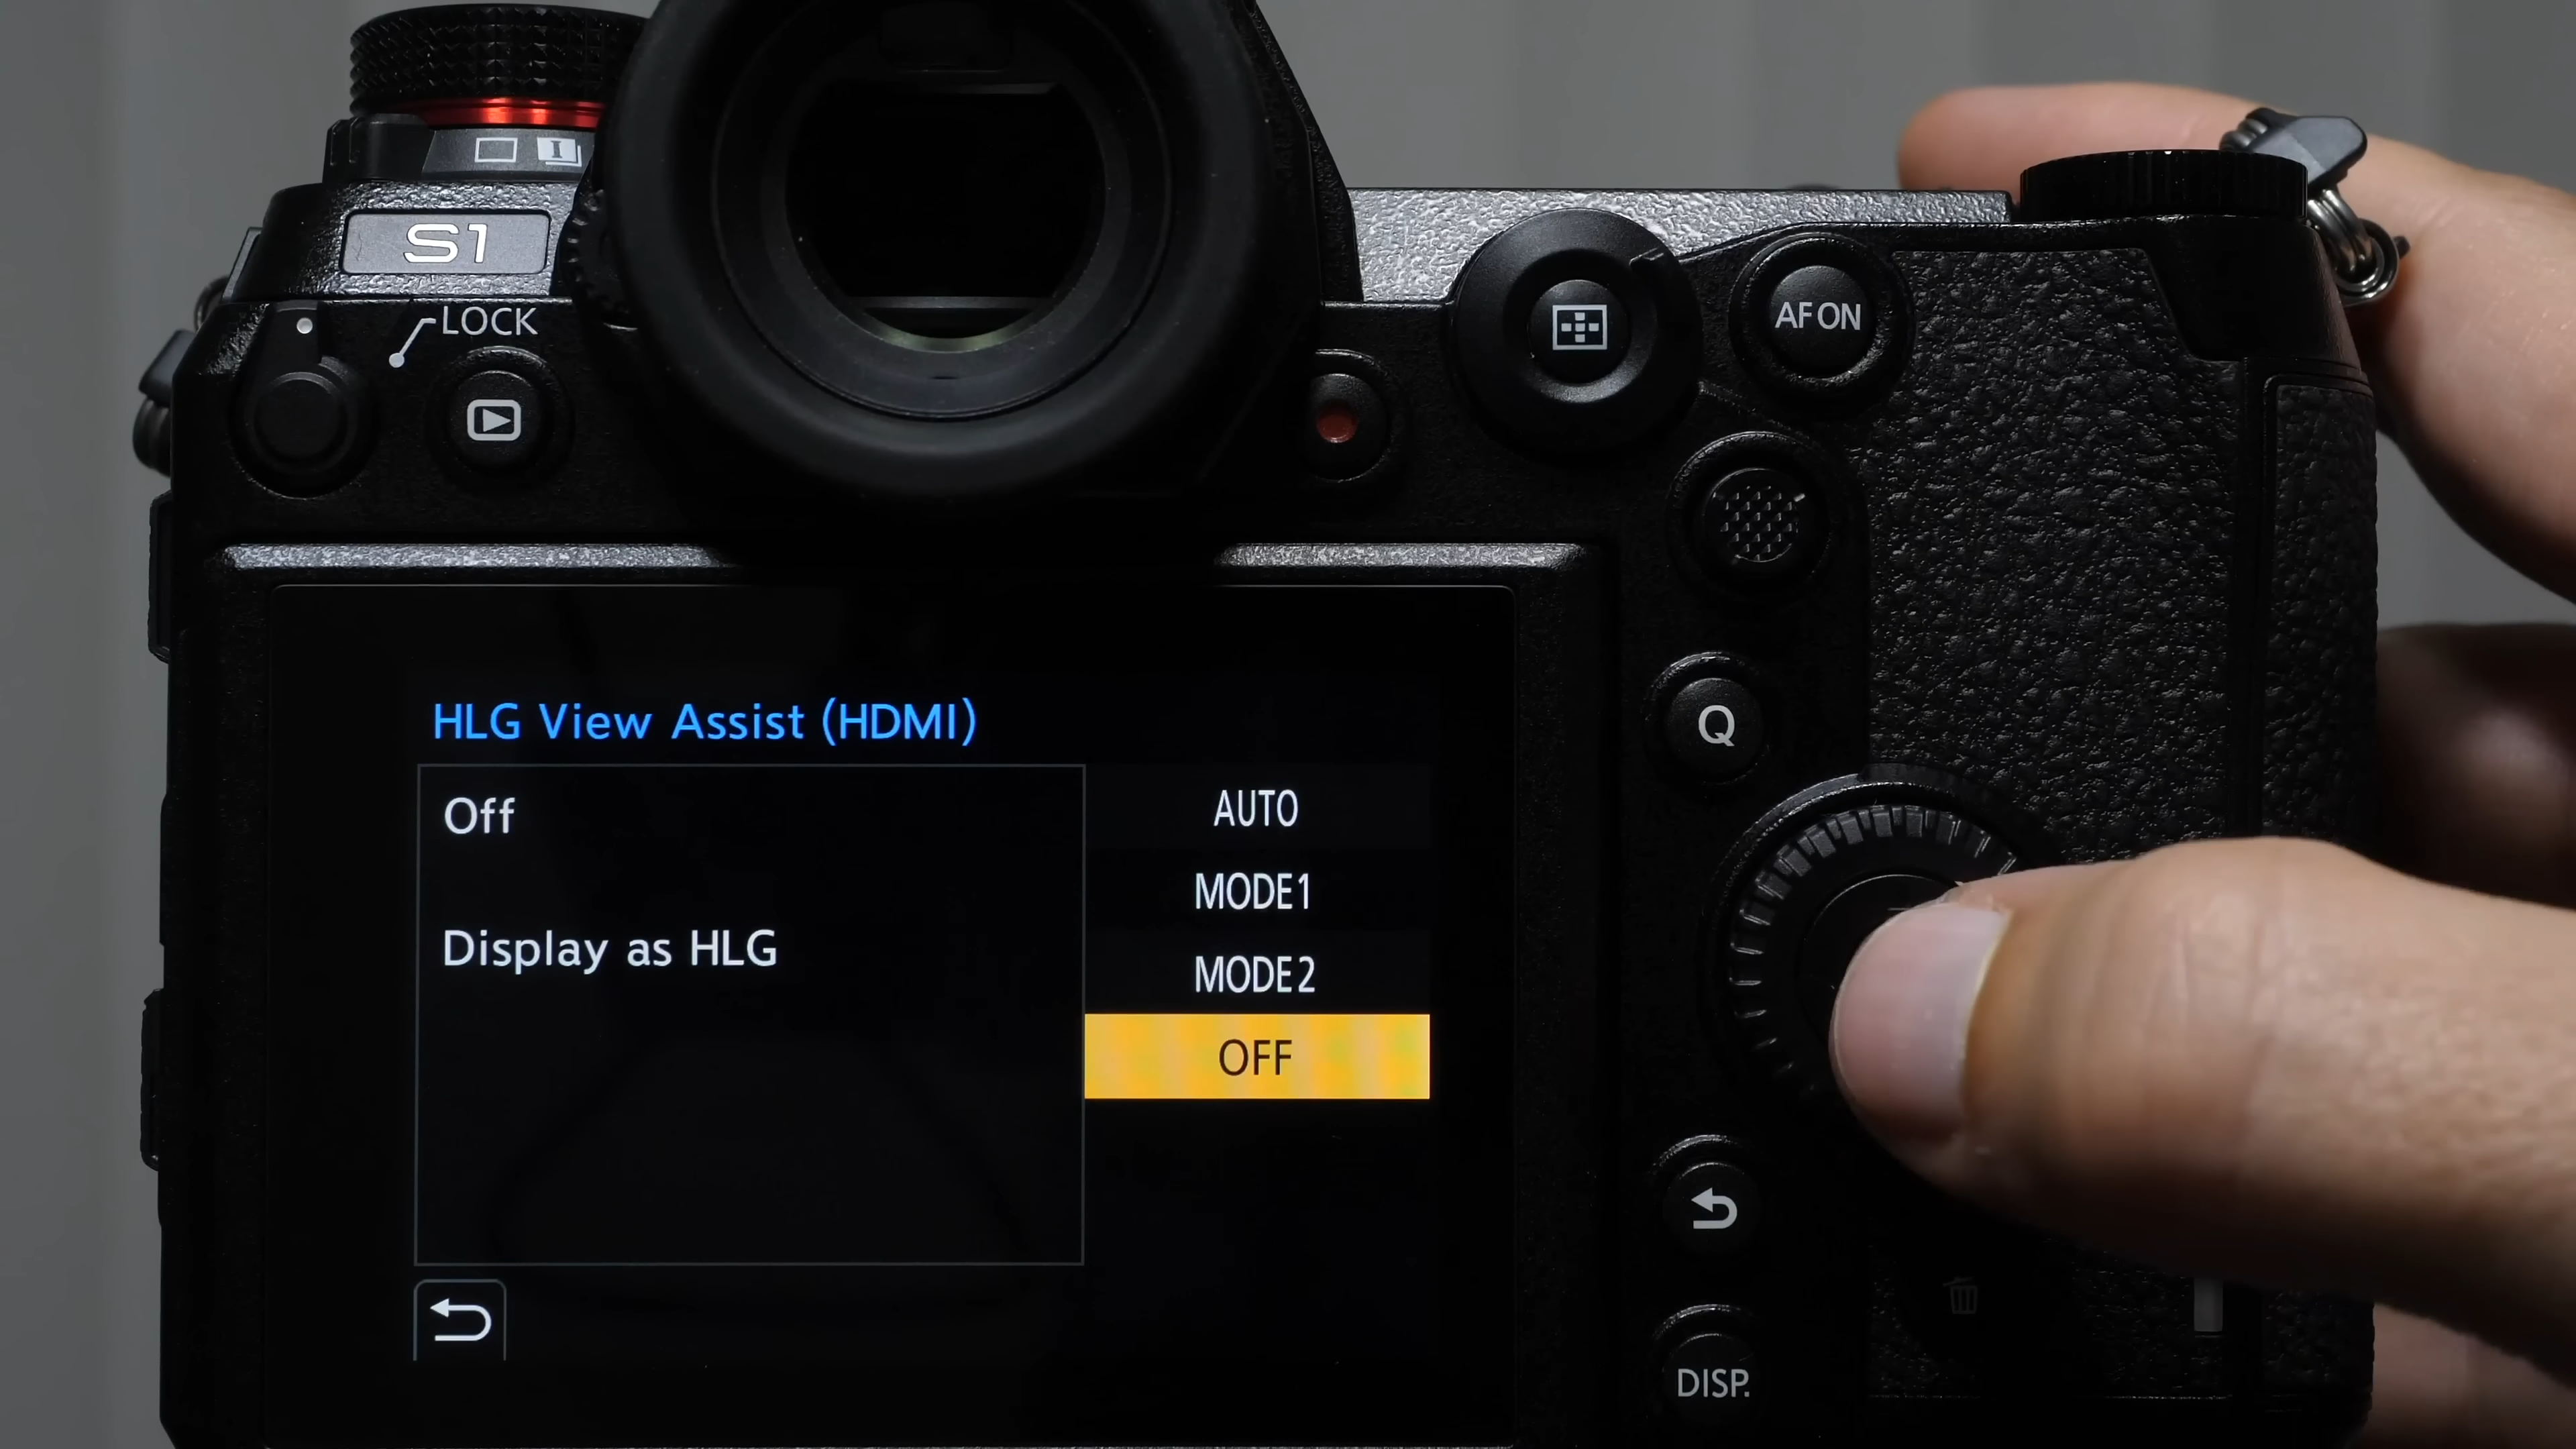 S1
LOCK
AF ON
Q
HLG View Assist (HDMI)
Off
Display as HLG
AUTO
MODE1
MODE2
OFF
DISP.